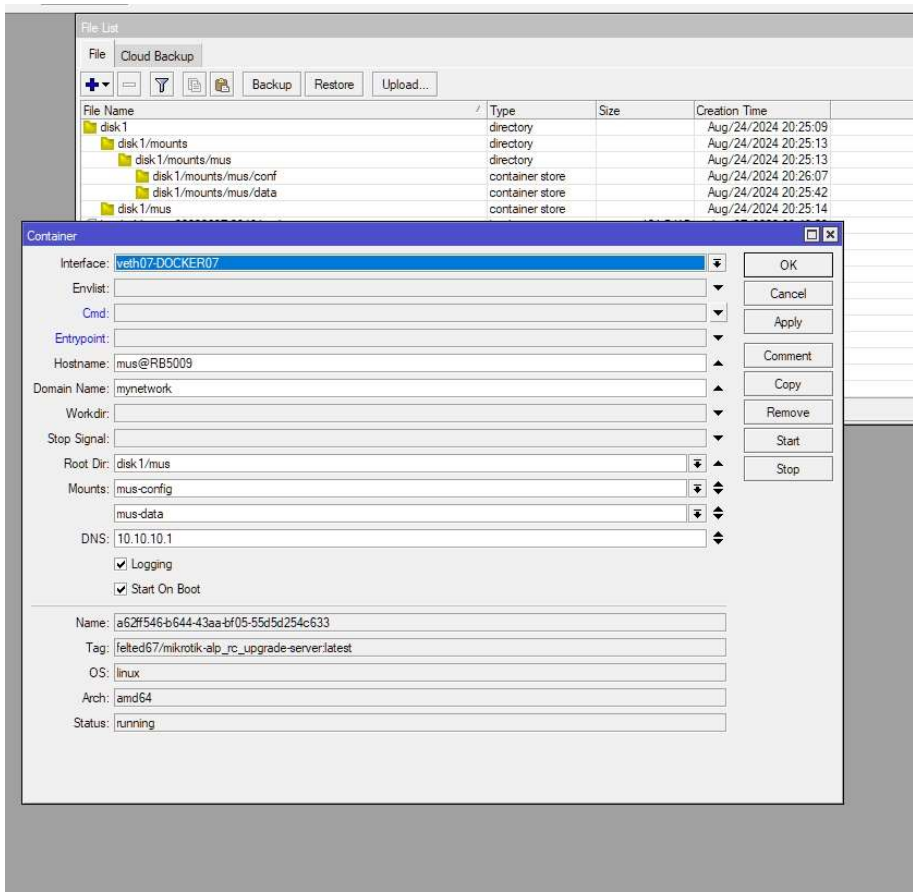 File List
File Cloud Backup
Backup Restore Upload...
File Name Type Size Creation Time
disk1 directory Aug/24/2024 20:25:09
disk1/mounts directory Aug/24/2024 20:25:13
disk1/mounts/mus directory Aug/24/2024 20:25:13
disk1/mounts/mus/conf container store Aug/24/2024 20:26:07
disk1/mounts/mus/data container store Aug/24/2024 20:25:42
disk1/mus container store Aug/24/2024 20:25:14
Container
Interface: veth07-DOCKER07 OK
Envlist: Cancel
Cmd: Apply
Entrypoint:
Hostname: mus@RB5009 Comment
Domain Name: mynetwork Copy
Workdir: Remove
Stop Signal: Start
Root Dir: disk1/mus Stop
Mounts: mus-config
mus-data
DNS: 10.10.10.1
Logging
Start On Boot
Name: a62ff546-b644-43aa-bf05-55d5d254c633
Tag: felted67/mikrotik-alp_rc_upgrade-server:latest
OS: linux
Arch: amd64
Status: running